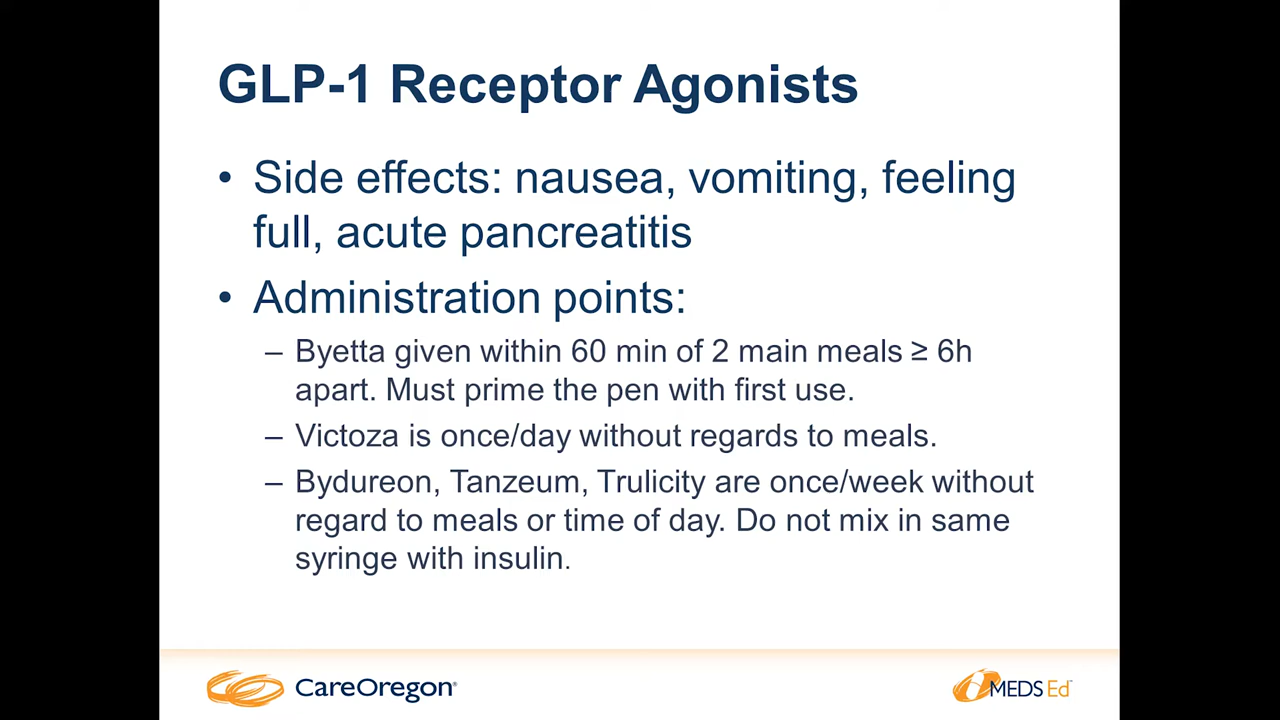 GLP-1 Receptor Agonists
• Side effects: nausea, vomiting, feeling
full, acute pancreatitis
• Administration points:
– Byetta given within 60 min of 2 main meals ≥ 6h
apart. Must prime the pen with first use.
– Victoza is once/day without regards to meals.
– Bydureon, Tanzeum, Trulicity are once/week without
regard to meals or time of day. Do not mix in same
syringe with insulin.
CareOregon®
MEDS Ed